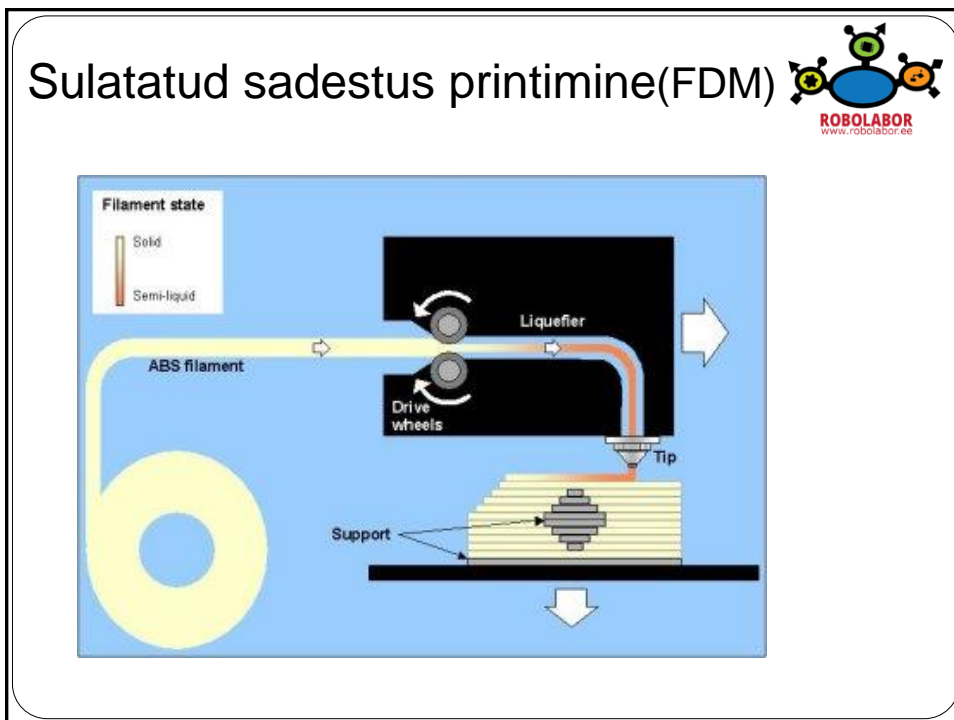 Sulatatud sadestus printimine(FDM)
ROBOLABOR
www.robolabor.ee
Filament state
Solid
Semi-liquid
Liquefier
ABS filament
Drive
wheels
Tip
Support